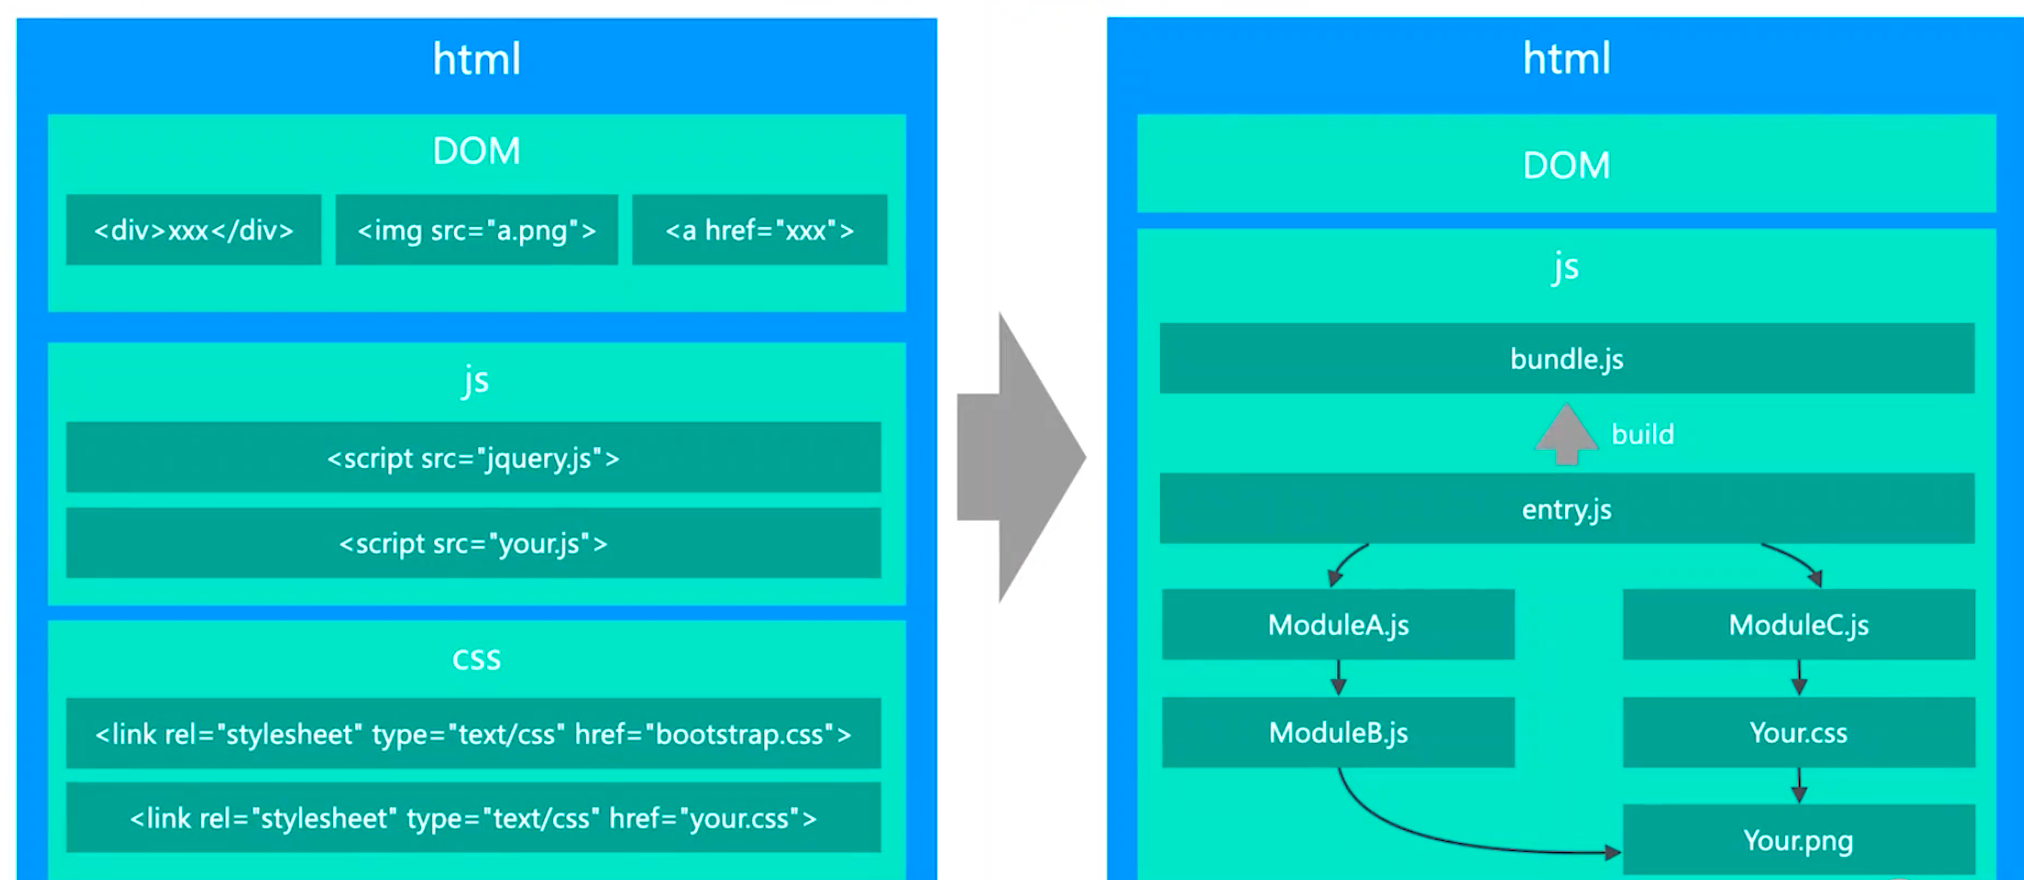 html
DOM
<div>xxx</div>
<img src="a.png">
<a href="xxx">
js
<script src="jquery.js">
<script src="your.js">
css
<link rel="stylesheet" type="text/css" href="bootstrap.css">
<link rel="stylesheet" type="text/css" href="your.css">
html
DOM
js
bundle.js
build
entry.js
ModuleA.js
ModuleC.js
ModuleB.js
Your.css
Your.png